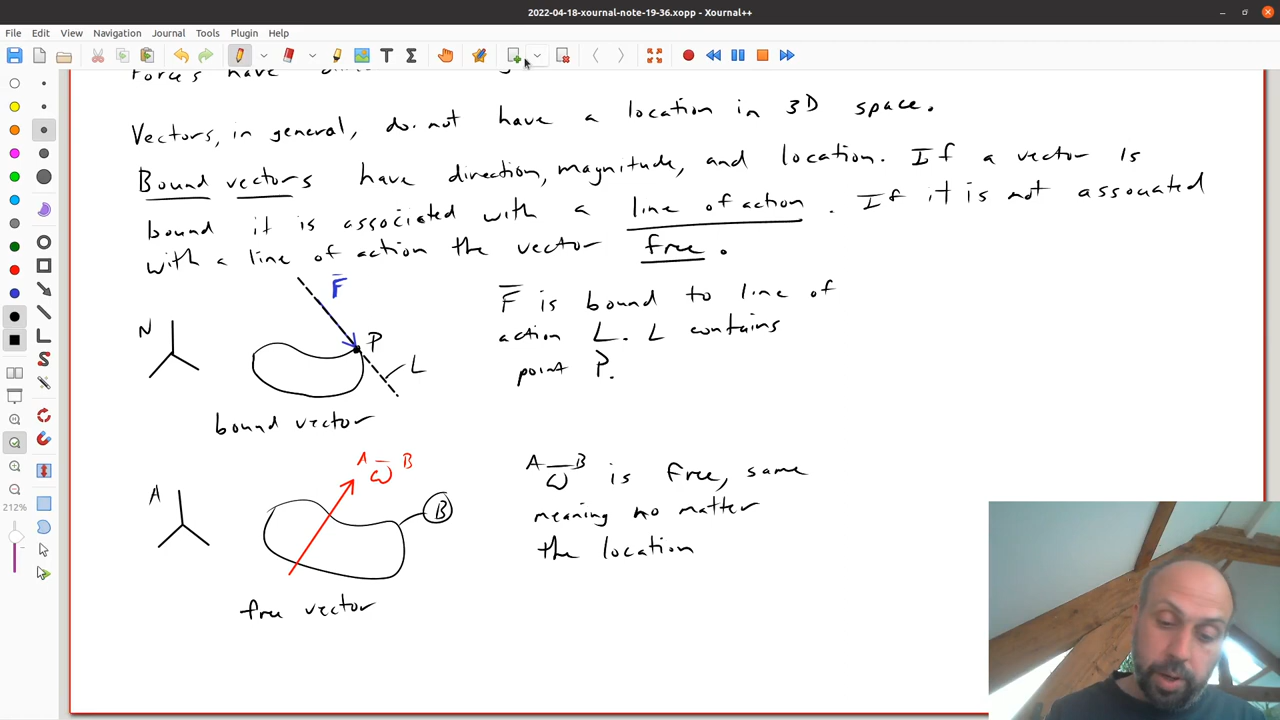 2022-04-18-xournal-note-19-36.xopp - Xournal++
File Edit View Navigation Journal Tools Plugin Help
Forces have
Vectors, in general, do not have a location in 3D space.
Bound vectors have direction, magnitude, and location. If a vector is
bound it is associated with a line of action. If it is not associated
with a line of action the vector free.
F̅
N
P
L
bound vector
F̅ is bound to line of
action L. L contains
point P.
A ω̅ B
A
B
free vector
A ω̅ B is free, same
meaning no matter
the location
212%